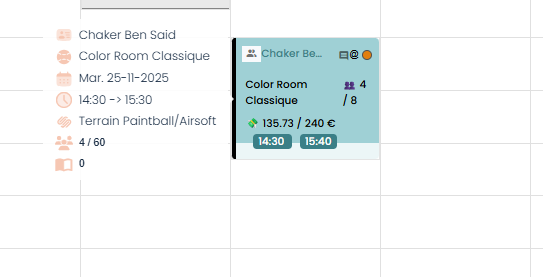 Chaker Ben Said
Color Room Classique
Mar. 25-11-2025
14:30 -> 15:30
Terrain Paintball/Airsoft
4 / 60
0
Chaker Be... @
Color Room 4
Classique / 8
135.73 / 240 €
14:30 15:40